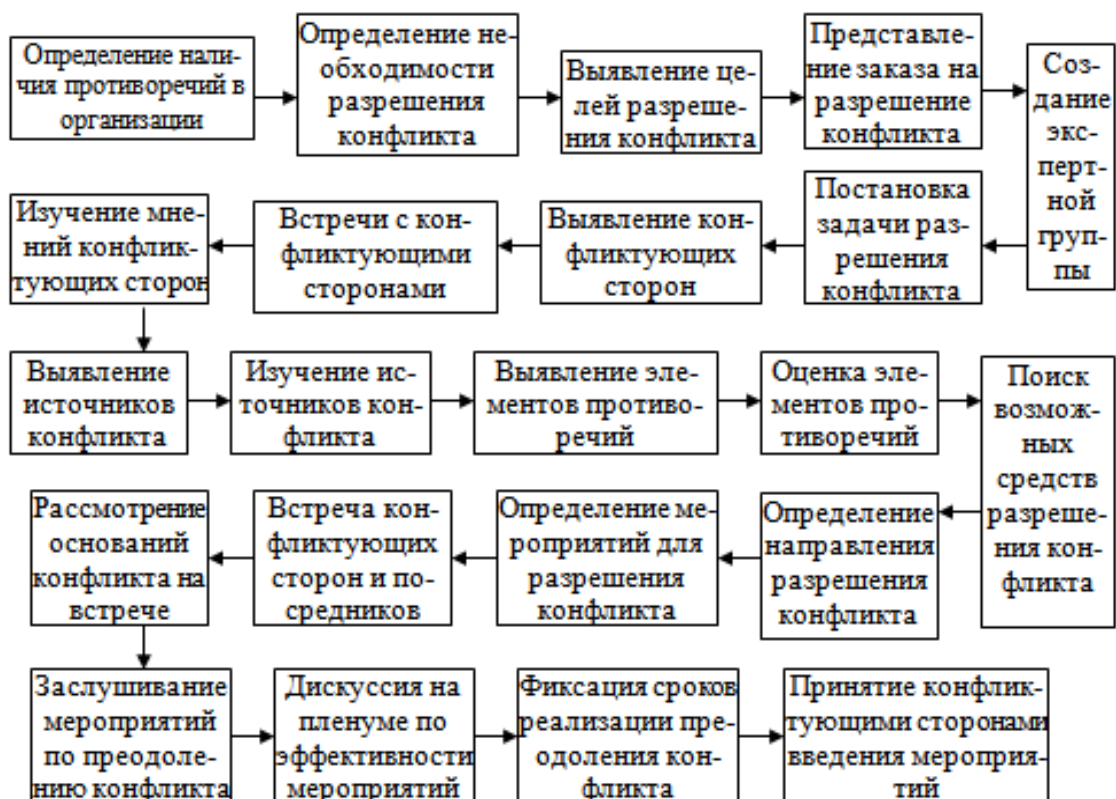 Определение нали-
чия противоречий в
организации
Определение не-
обходимости
разрешения
конфликта
Выявление це-
лей разреше-
ния конфликта
Представле-
ние заказа на
разрешение
конфликта
Соз-
дание
экс-
перт-
ной
груп-
пы
Постановка
задачи раз-
решения
конфликта
Выявление кон-
фликтующих
сторон
Встречи с кон-
фликтующими
сторонами
Изучение мне-
ний конфлик-
тующих сторон
Выявление
источников
конфликта
Изучение ис-
точников кон-
фликта
Выявление эле-
ментов противо-
речий
Оценка эле-
ментов про-
тиворечий
Поиск
возмож-
ных
средств
разреше-
ния кон-
фликта
Определение
направления
разрешения
конфликта
Определение ме-
роприятий для
разрешения
конфликта
Встреча кон-
фликтующих
сторон и по-
средников
Рассмотрение
оснований
конфликта на
встрече
Заслушивание
мероприятий
по преодоле-
нию конфликта
Дискуссия на
пленуме по
эффективности
мероприятий
Фиксация сроков
реализации пре-
одоления кон-
фликта
Принятие конфлик-
тующими сторонами
введения мероприя-
тий